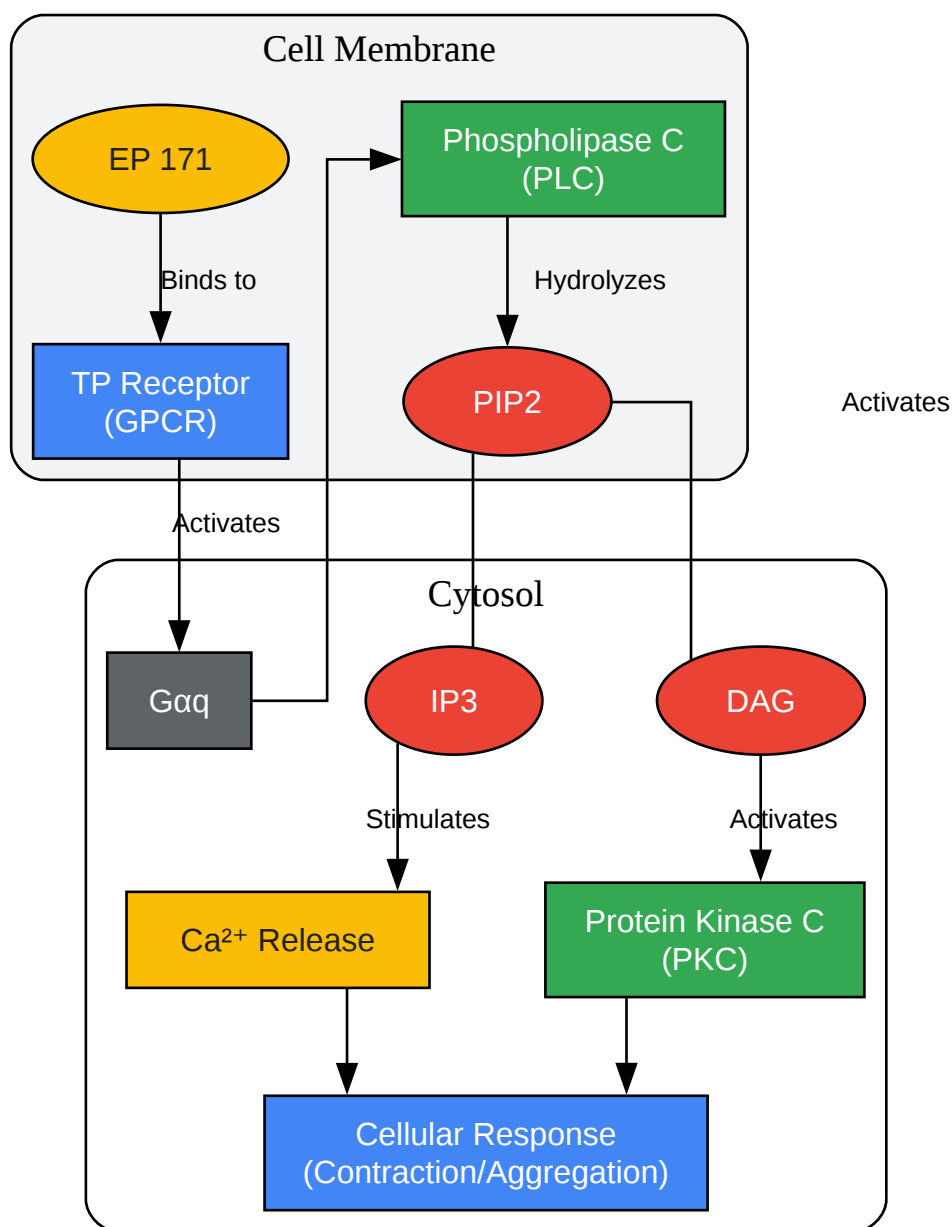 Cell Membrane
EP 171
Phospholipase C
(PLC)
Binds to
Hydrolyzes
TP Receptor
(GPCR)
PIP2
Activates
Activates
Cytosol
Gαq
IP3
DAG
Stimulates
Activates
Ca²⁺ Release
Protein Kinase C
(PKC)
Cellular Response
(Contraction/Aggregation)